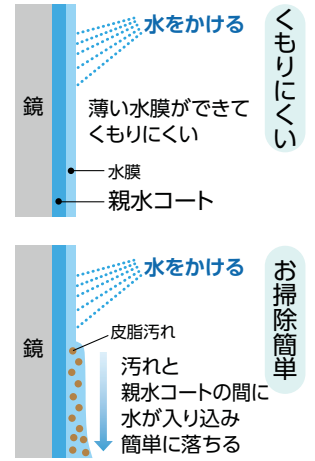 くもりにくい
水をかける
鏡
薄い水膜ができて
くもりにくい
水膜
親水コート
お掃除簡単
水をかける
皮脂汚れ
鏡
汚れと
親水コートの間に
水が入り込み
簡単に落ちる